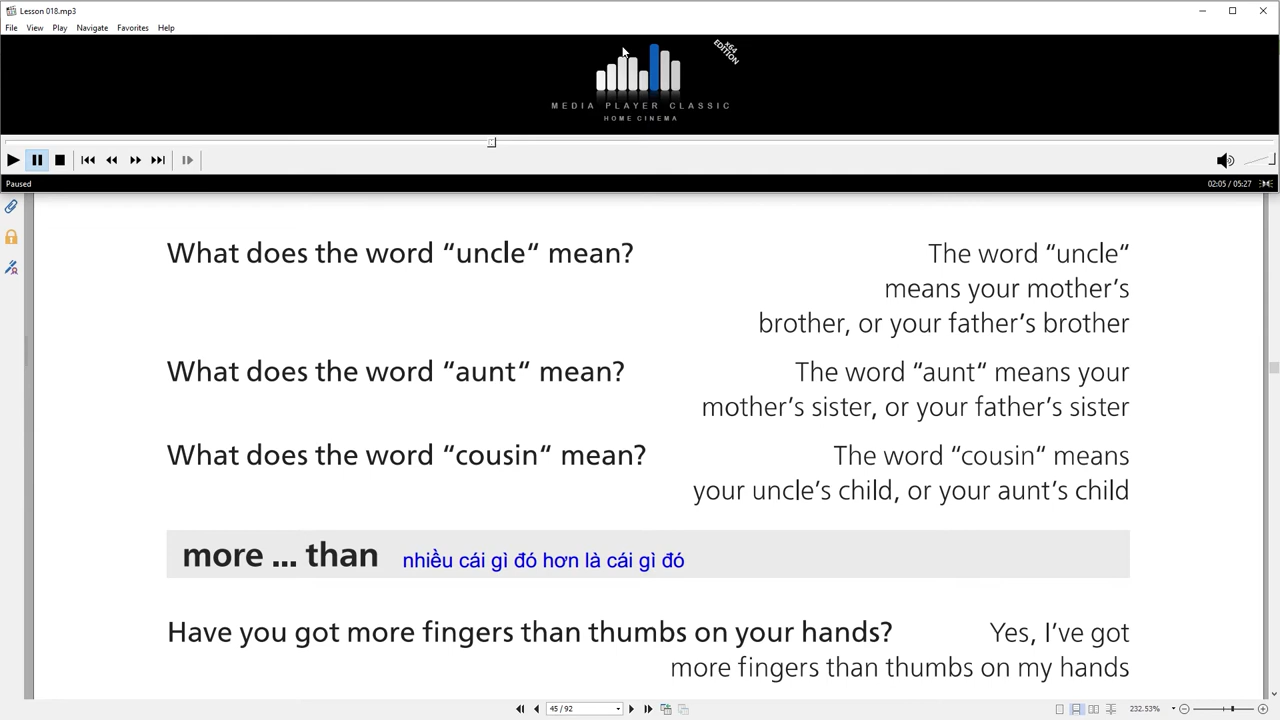 Lesson 018.mp3
File View Play Navigate Favorites Help
x64 EDITION
MEDIA PLAYER CLASSIC
HOME CINEMA
Paused
02:05 / 05:27
What does the word “uncle“ mean?
The word “uncle“
means your mother’s
brother, or your father’s brother
What does the word “aunt“ mean?
The word “aunt“ means your
mother’s sister, or your father’s sister
What does the word “cousin“ mean?
The word “cousin“ means
your uncle’s child, or your aunt’s child
more ... than nhiều cái gì đó hơn là cái gì đó
Have you got more fingers than thumbs on your hands?
Yes, I’ve got
more fingers than thumbs on my hands
45 / 92
232.53%